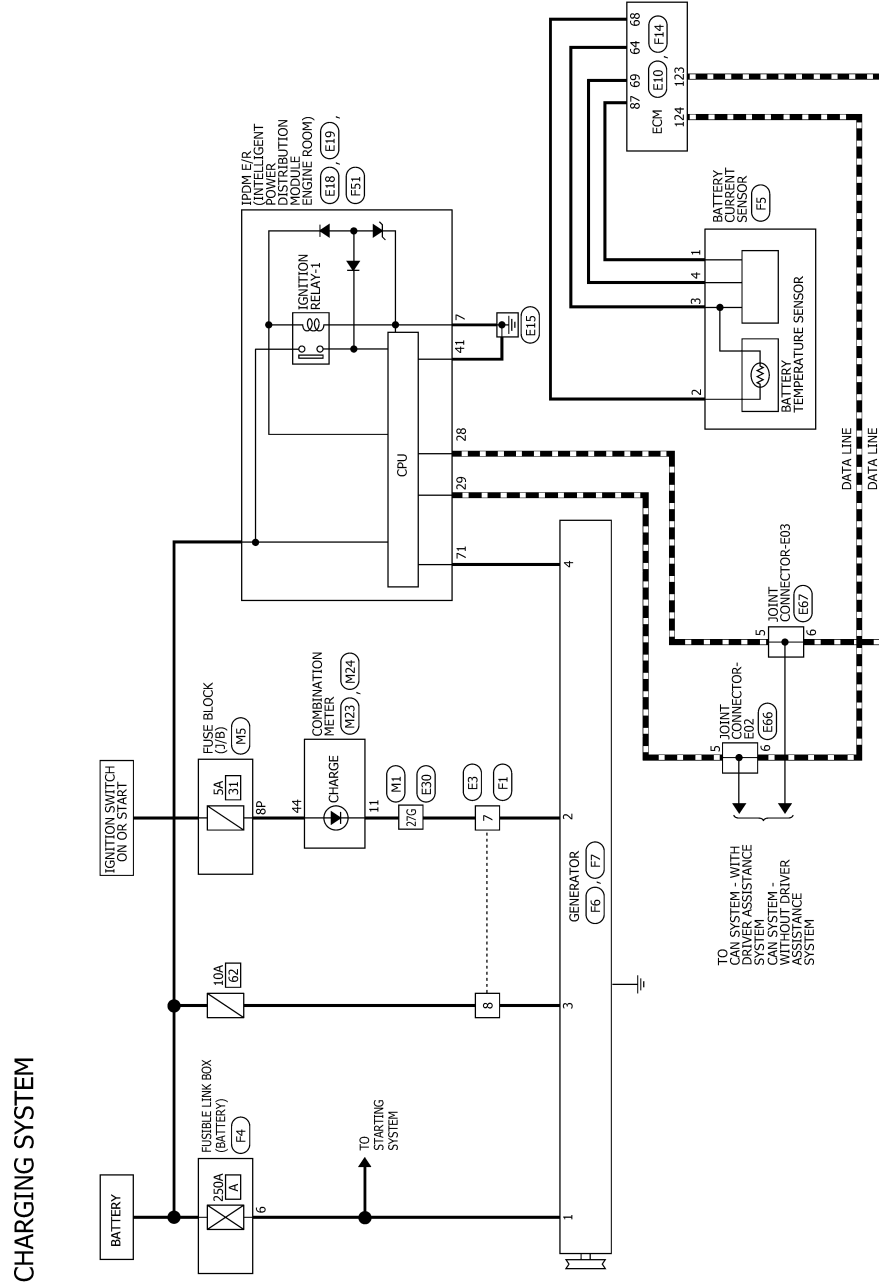 CHARGING SYSTEM
BATTERY
250A
A
FUSIBLE LINK BOX
(BATTERY)
F4
6
TO
STARTING
SYSTEM
1
10A
62
8
3
IGNITION SWITCH
ON OR START
5A
31
FUSE BLOCK
(J/B)
M5
8P
44
CHARGE
COMBINATION
METER
M23 , M24
11
27G
M1
E30
7
E3
F1
2
GENERATOR
F6 , F7
4
71
29
28
41
7
CPU
IGNITION
RELAY-1
IPDM E/R
(INTELLIGENT
POWER
DISTRIBUTION
MODULE
ENGINE ROOM)
E18 , E19 ,
F51
E15
TO
CAN SYSTEM - WITH
DRIVER ASSISTANCE
SYSTEM
CAN SYSTEM -
WITHOUT DRIVER
ASSISTANCE
SYSTEM
5
6
JOINT
CONNECTOR-
E02
E66
5
6
JOINT
CONNECTOR-E03
E67
DATA LINE
DATA LINE
2
3
4
1
BATTERY
TEMPERATURE SENSOR
BATTERY
CURRENT
SENSOR
F5
87
69
64
68
ECM
E10 , F14
124
123